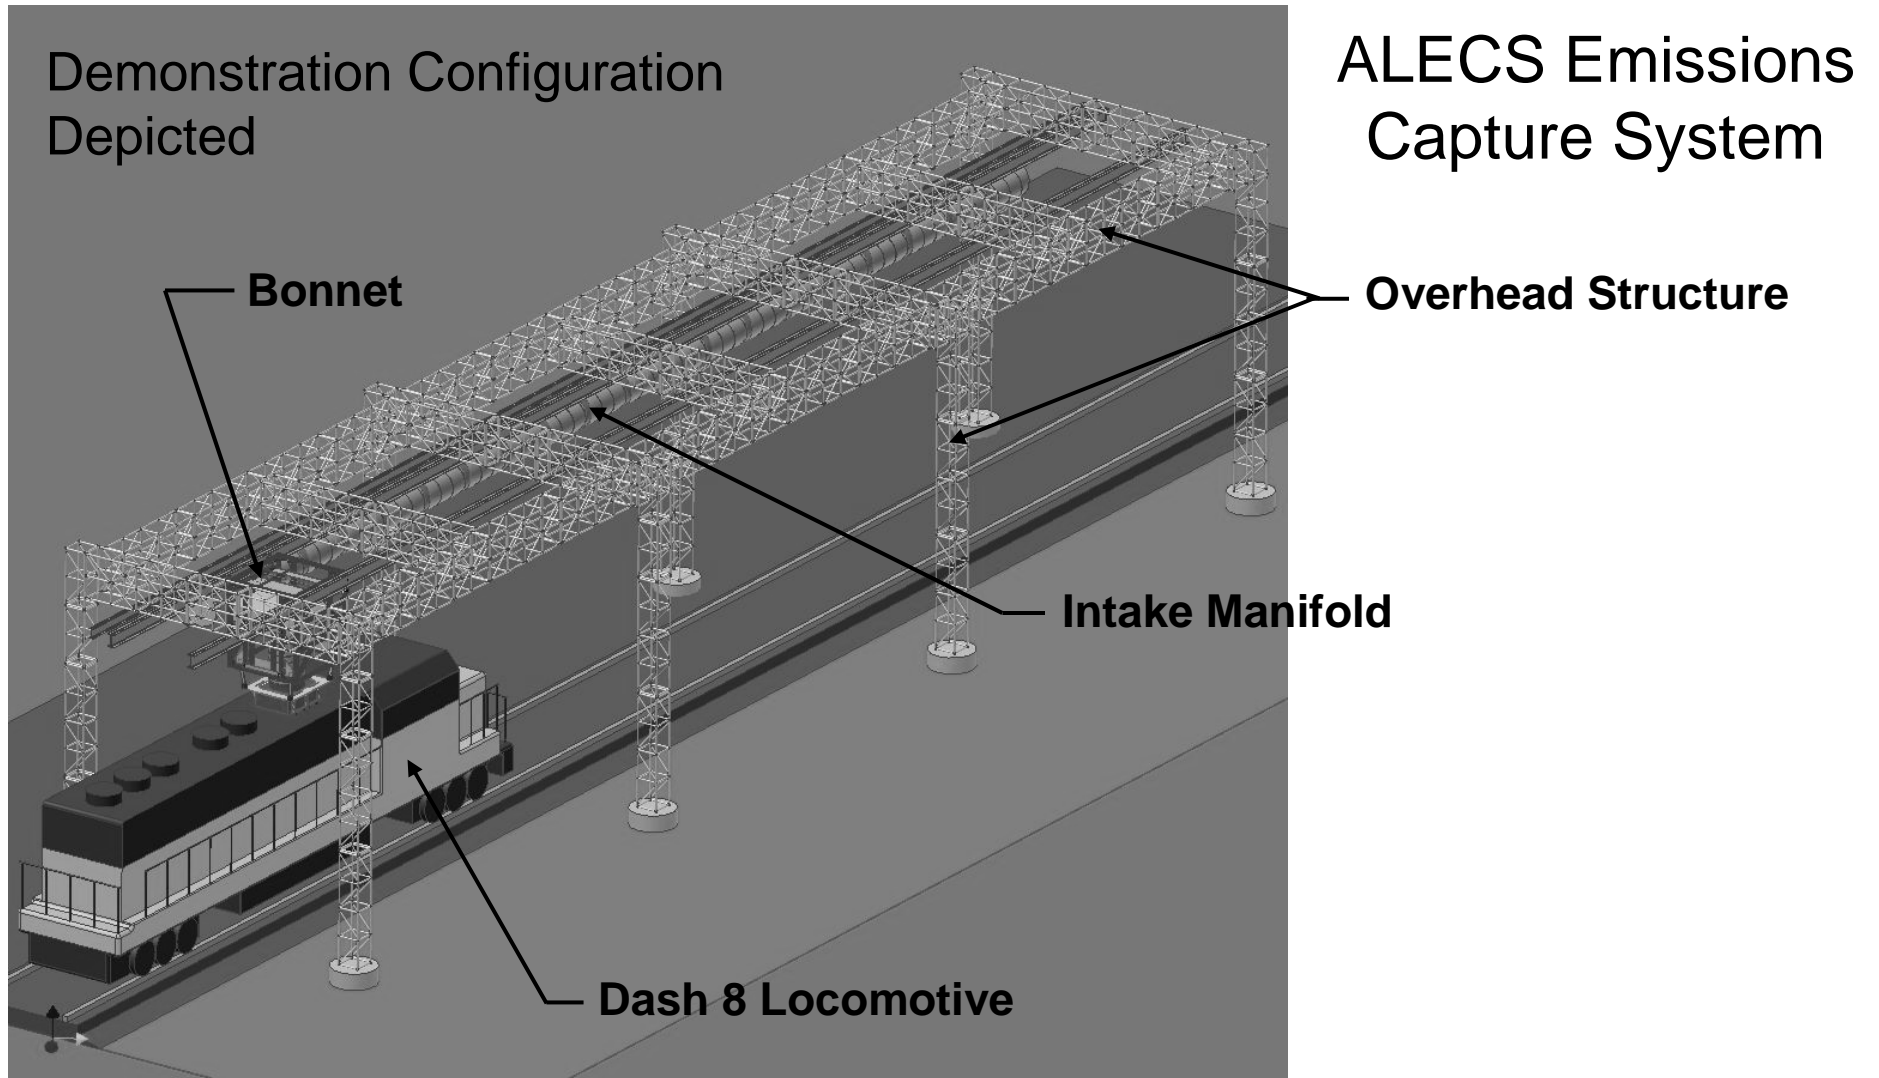 Demonstration Configuration
Depicted
ALECS Emissions
Capture System
Bonnet
Overhead Structure
Intake Manifold
Dash 8 Locomotive